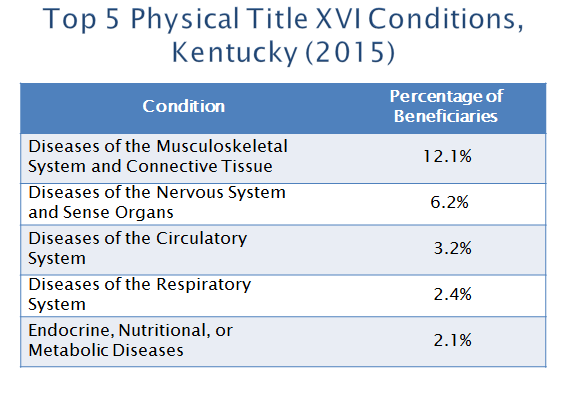 Top 5 Physical Title XVI Conditions,
Kentucky (2015)
Condition
Percentage of
Beneficiaries
Diseases of the Musculoskeletal
System and Connective Tissue
12.1%
Diseases of the Nervous System
and Sense Organs
6.2%
Diseases of the Circulatory
System
3.2%
Diseases of the Respiratory
System
2.4%
Endocrine, Nutritional, or
Metabolic Diseases
2.1%